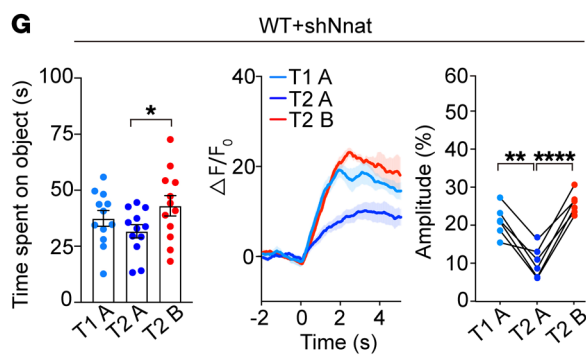 G
WT+shNnat
Time spent on object (s)
100
75
50
25
0
*
T1 A
T2 A
T2 B
ΔF/F0
40
20
0
T1 A
T2 A
T2 B
-2
0
2
4
Time (s)
Amplitude (%)
60
50
40
30
20
10
0
**
****
T1 A
T2 A
T2 B